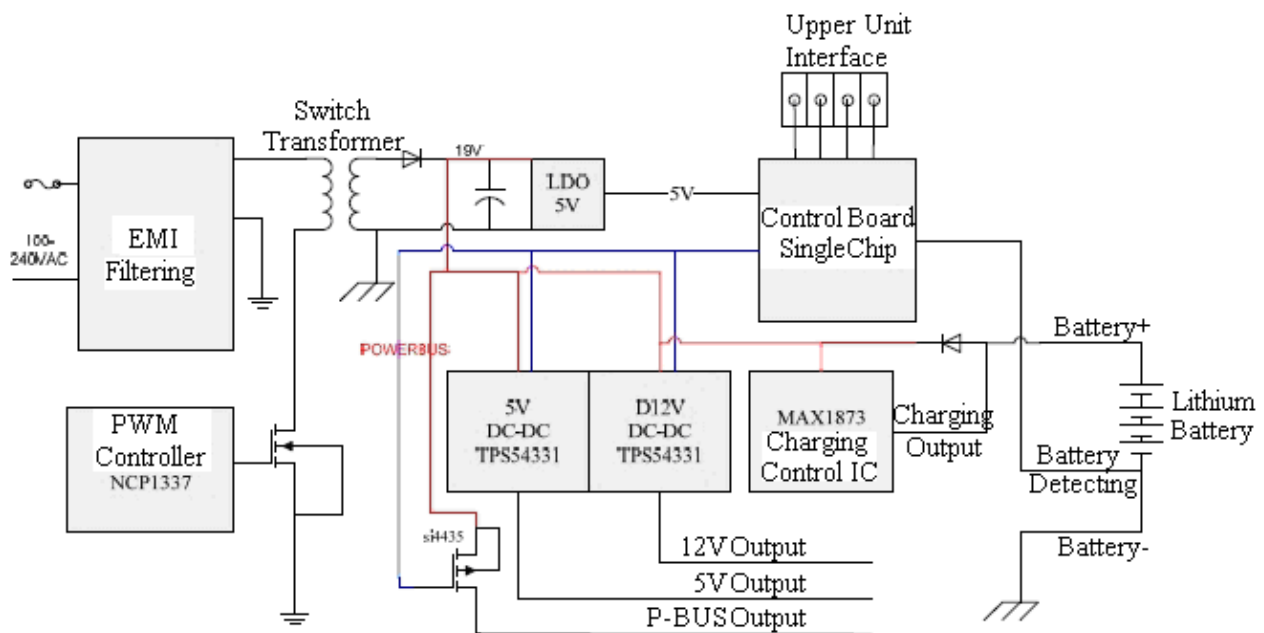 Upper Unit
Interface
Switch
Transformer
19V
LDO
5V
5V
Control Board
SingleChip
EMI
Filtering
100-
240VAC
POWERBUS
Battery+
5V
DC-DC
TPS54331
D12V
DC-DC
TPS54331
MAX1873
Charging
Control IC
Charging
Output
Lithium
Battery
PWM
Controller
NCP1337
Battery
Detecting
si4435
12V Output
5V Output
P-BUS Output
Battery-